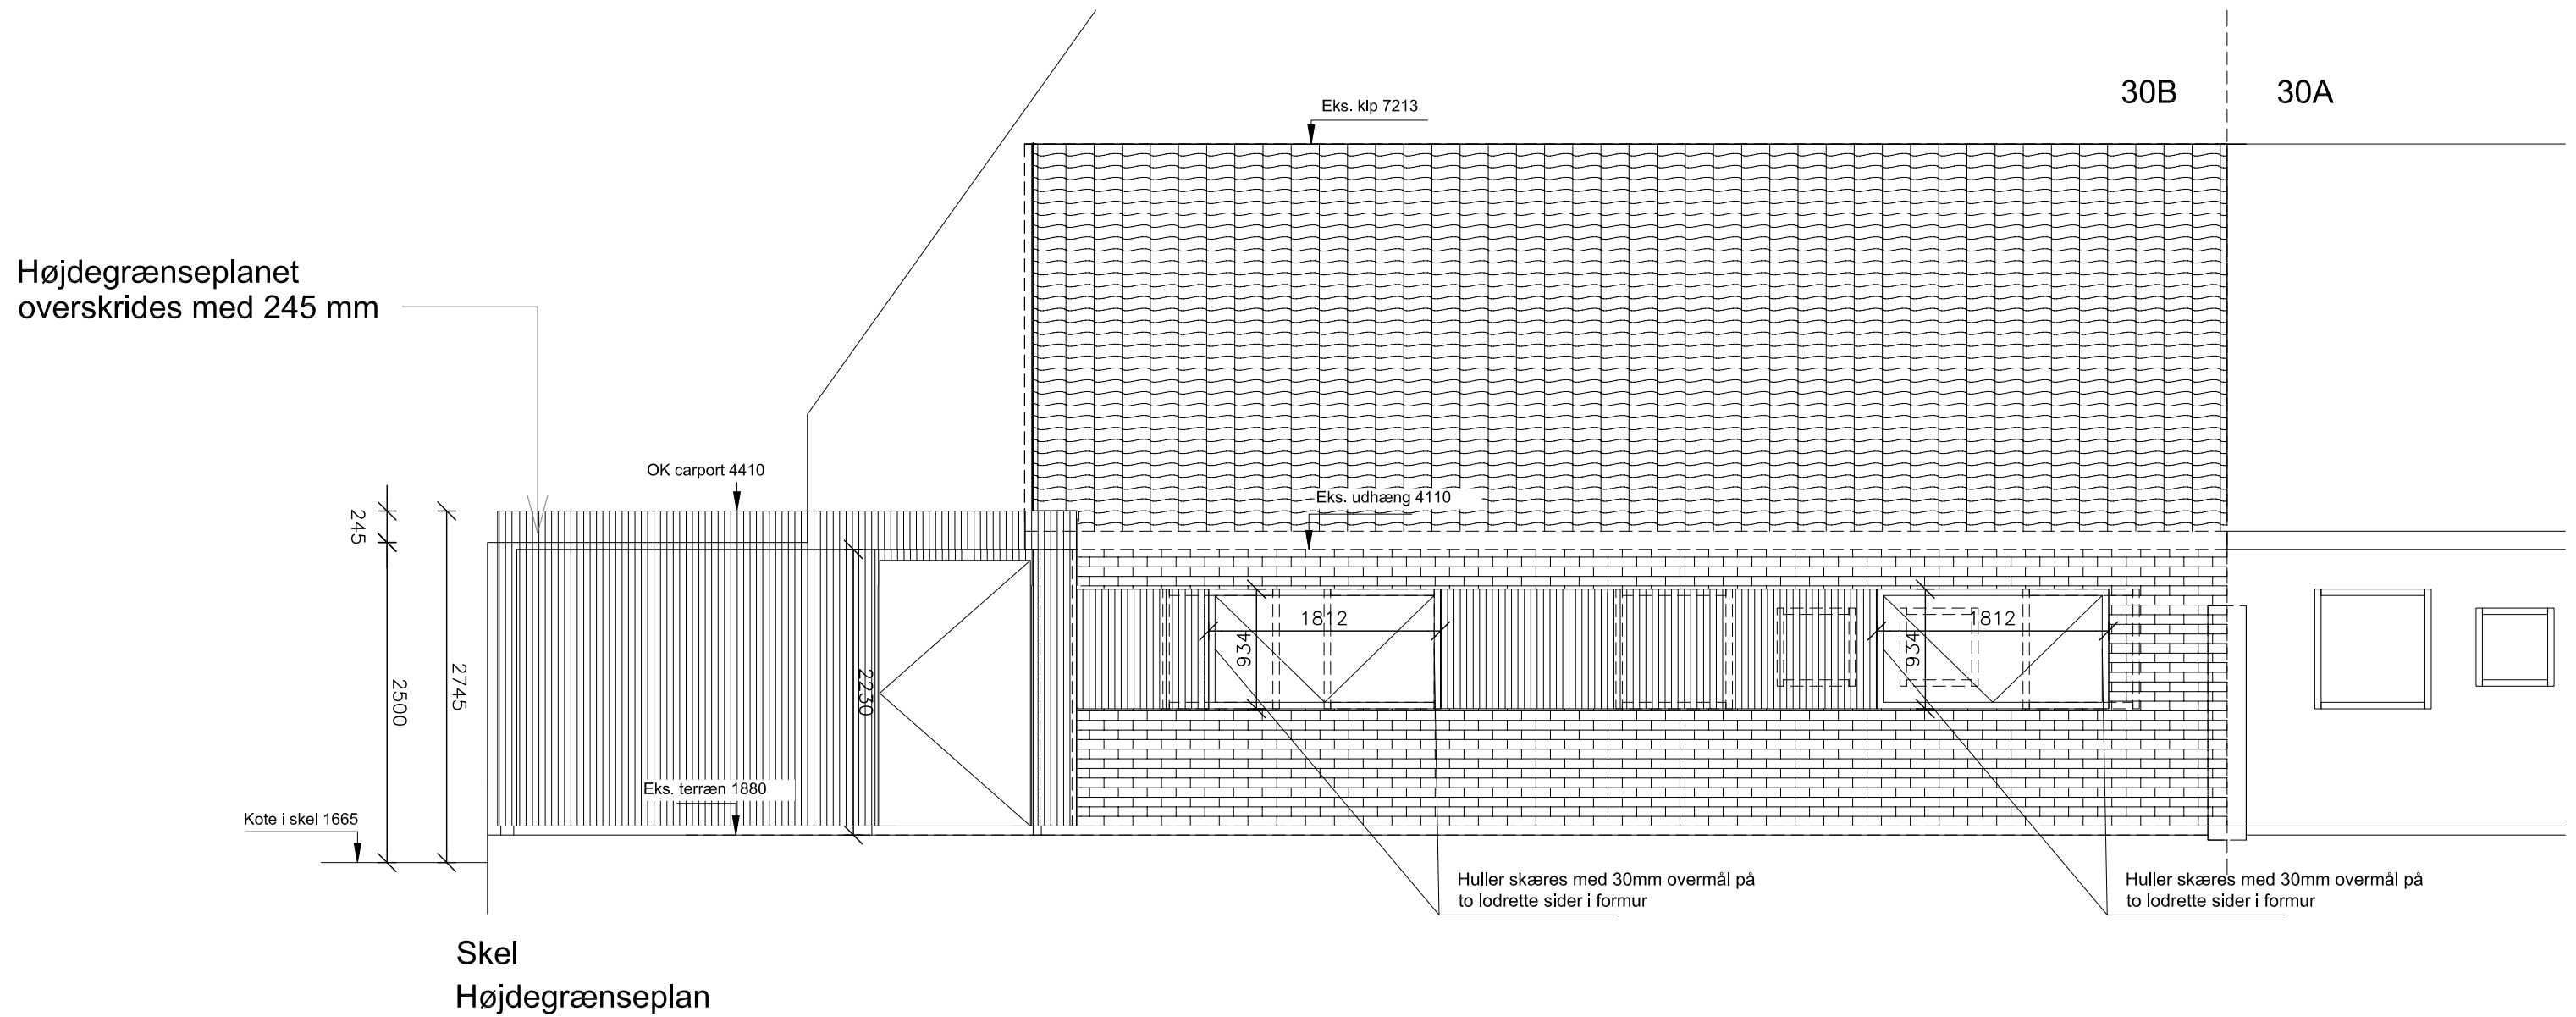 30B
30A
Eks. kip 7213
Højdegrænseplanet
overskrides med 245 mm
OK carport 4410
Eks. udhæng 4110
245
2500
2745
2230
1812
934
1812
934
Eks. terræn 1880
Kote i skel 1665
Huller skæres med 30mm overmål på
to lodrette sider i formur
Huller skæres med 30mm overmål på
to lodrette sider i formur
Skel
Højdegrænseplan